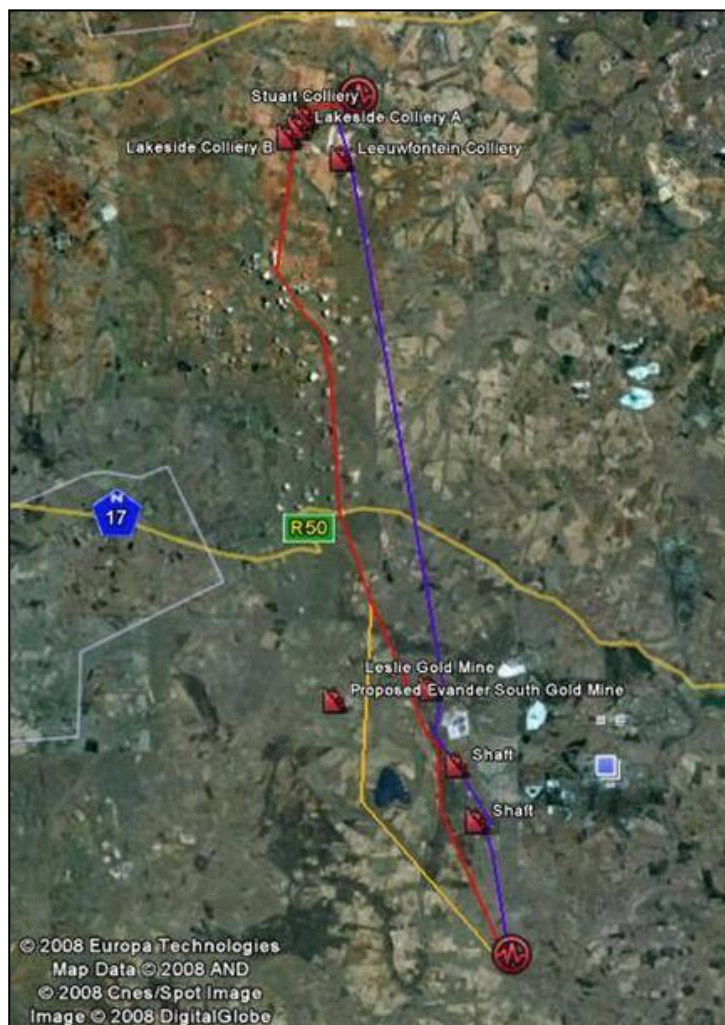 Stuart Colliery
Lakeside Colliery A
Lakeside Colliery B
Leeuwfontein Colliery
N
17
R50
Leslie Gold Mine
Proposed Evander South Gold Mine
Shaft
Shaft
© 2008 Europa Technologies
Map Data © 2008 AND
© 2008 Cnes/Spot Image
Image © 2008 DigitalGlobe